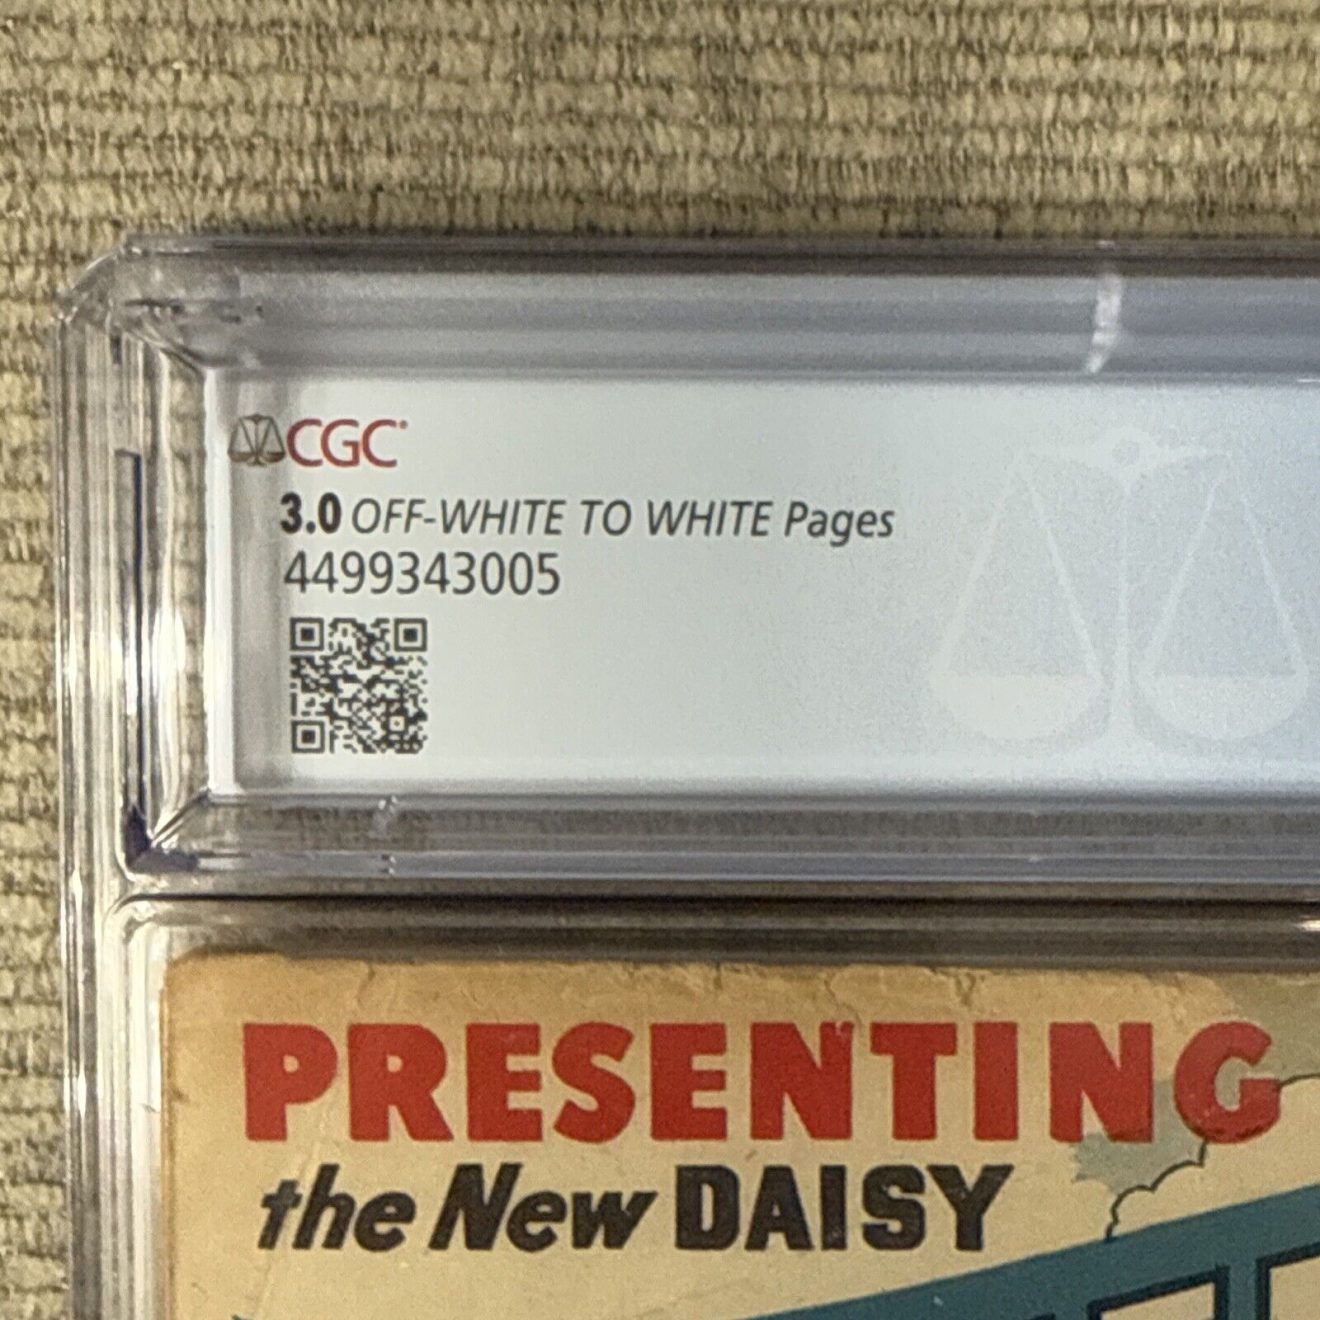 CGC
3.0 OFF-WHITE TO WHITE Pages
4499343005
PRESENTING
the New DAISY